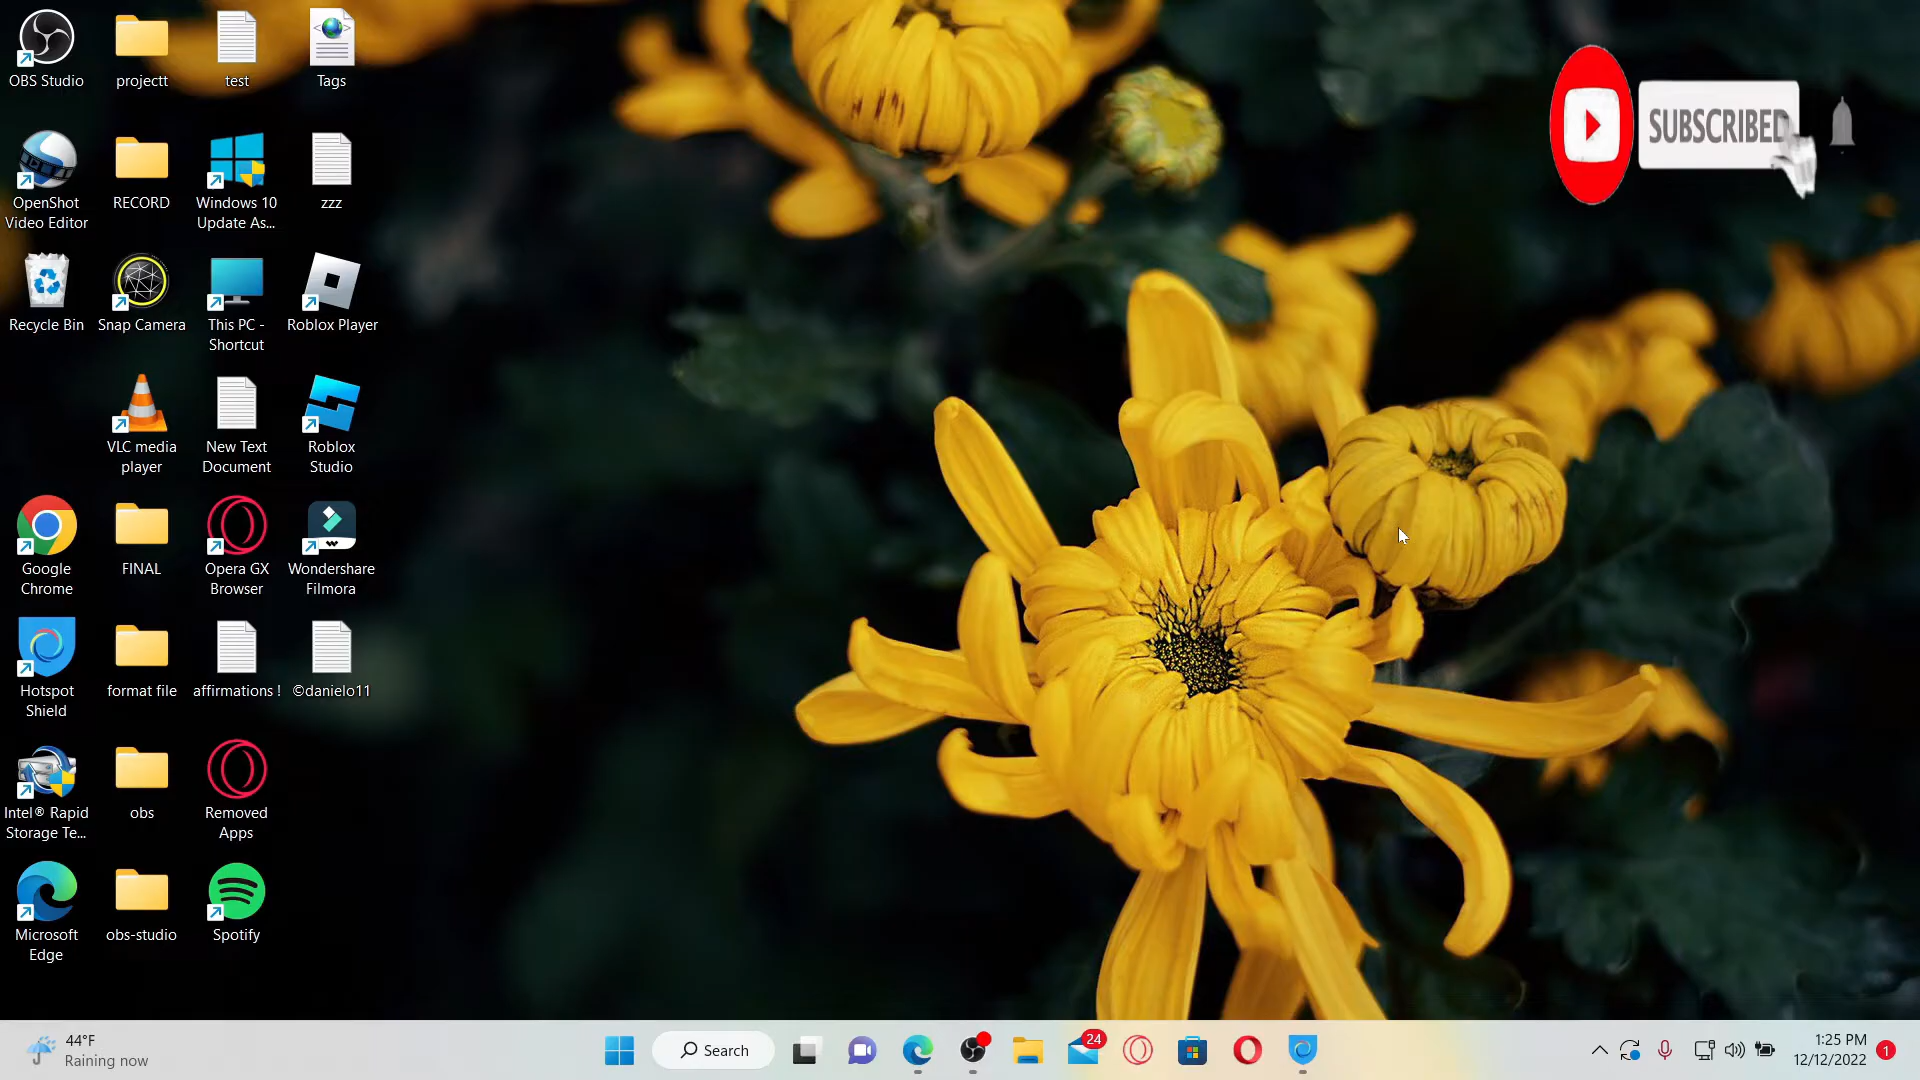 OBS Studio
projectt
test
Tags
OpenShot
Video Editor
RECORD
Windows 10
Update As...
zzz
Recycle Bin
Snap Camera
This PC -
Shortcut
Roblox Player
VLC media
player
New Text
Document
Roblox
Studio
Google
Chrome
FINAL
Opera GX
Browser
Wondershare
Filmora
Hotspot
Shield
format file
affirmations !
©danielo11
Intel® Rapid
Storage Te...
obs
Removed
Apps
Microsoft
Edge
obs-studio
Spotify
SUBSCRIBED
44°F
Raining now
Search
24
1:25 PM
12/12/2022
1